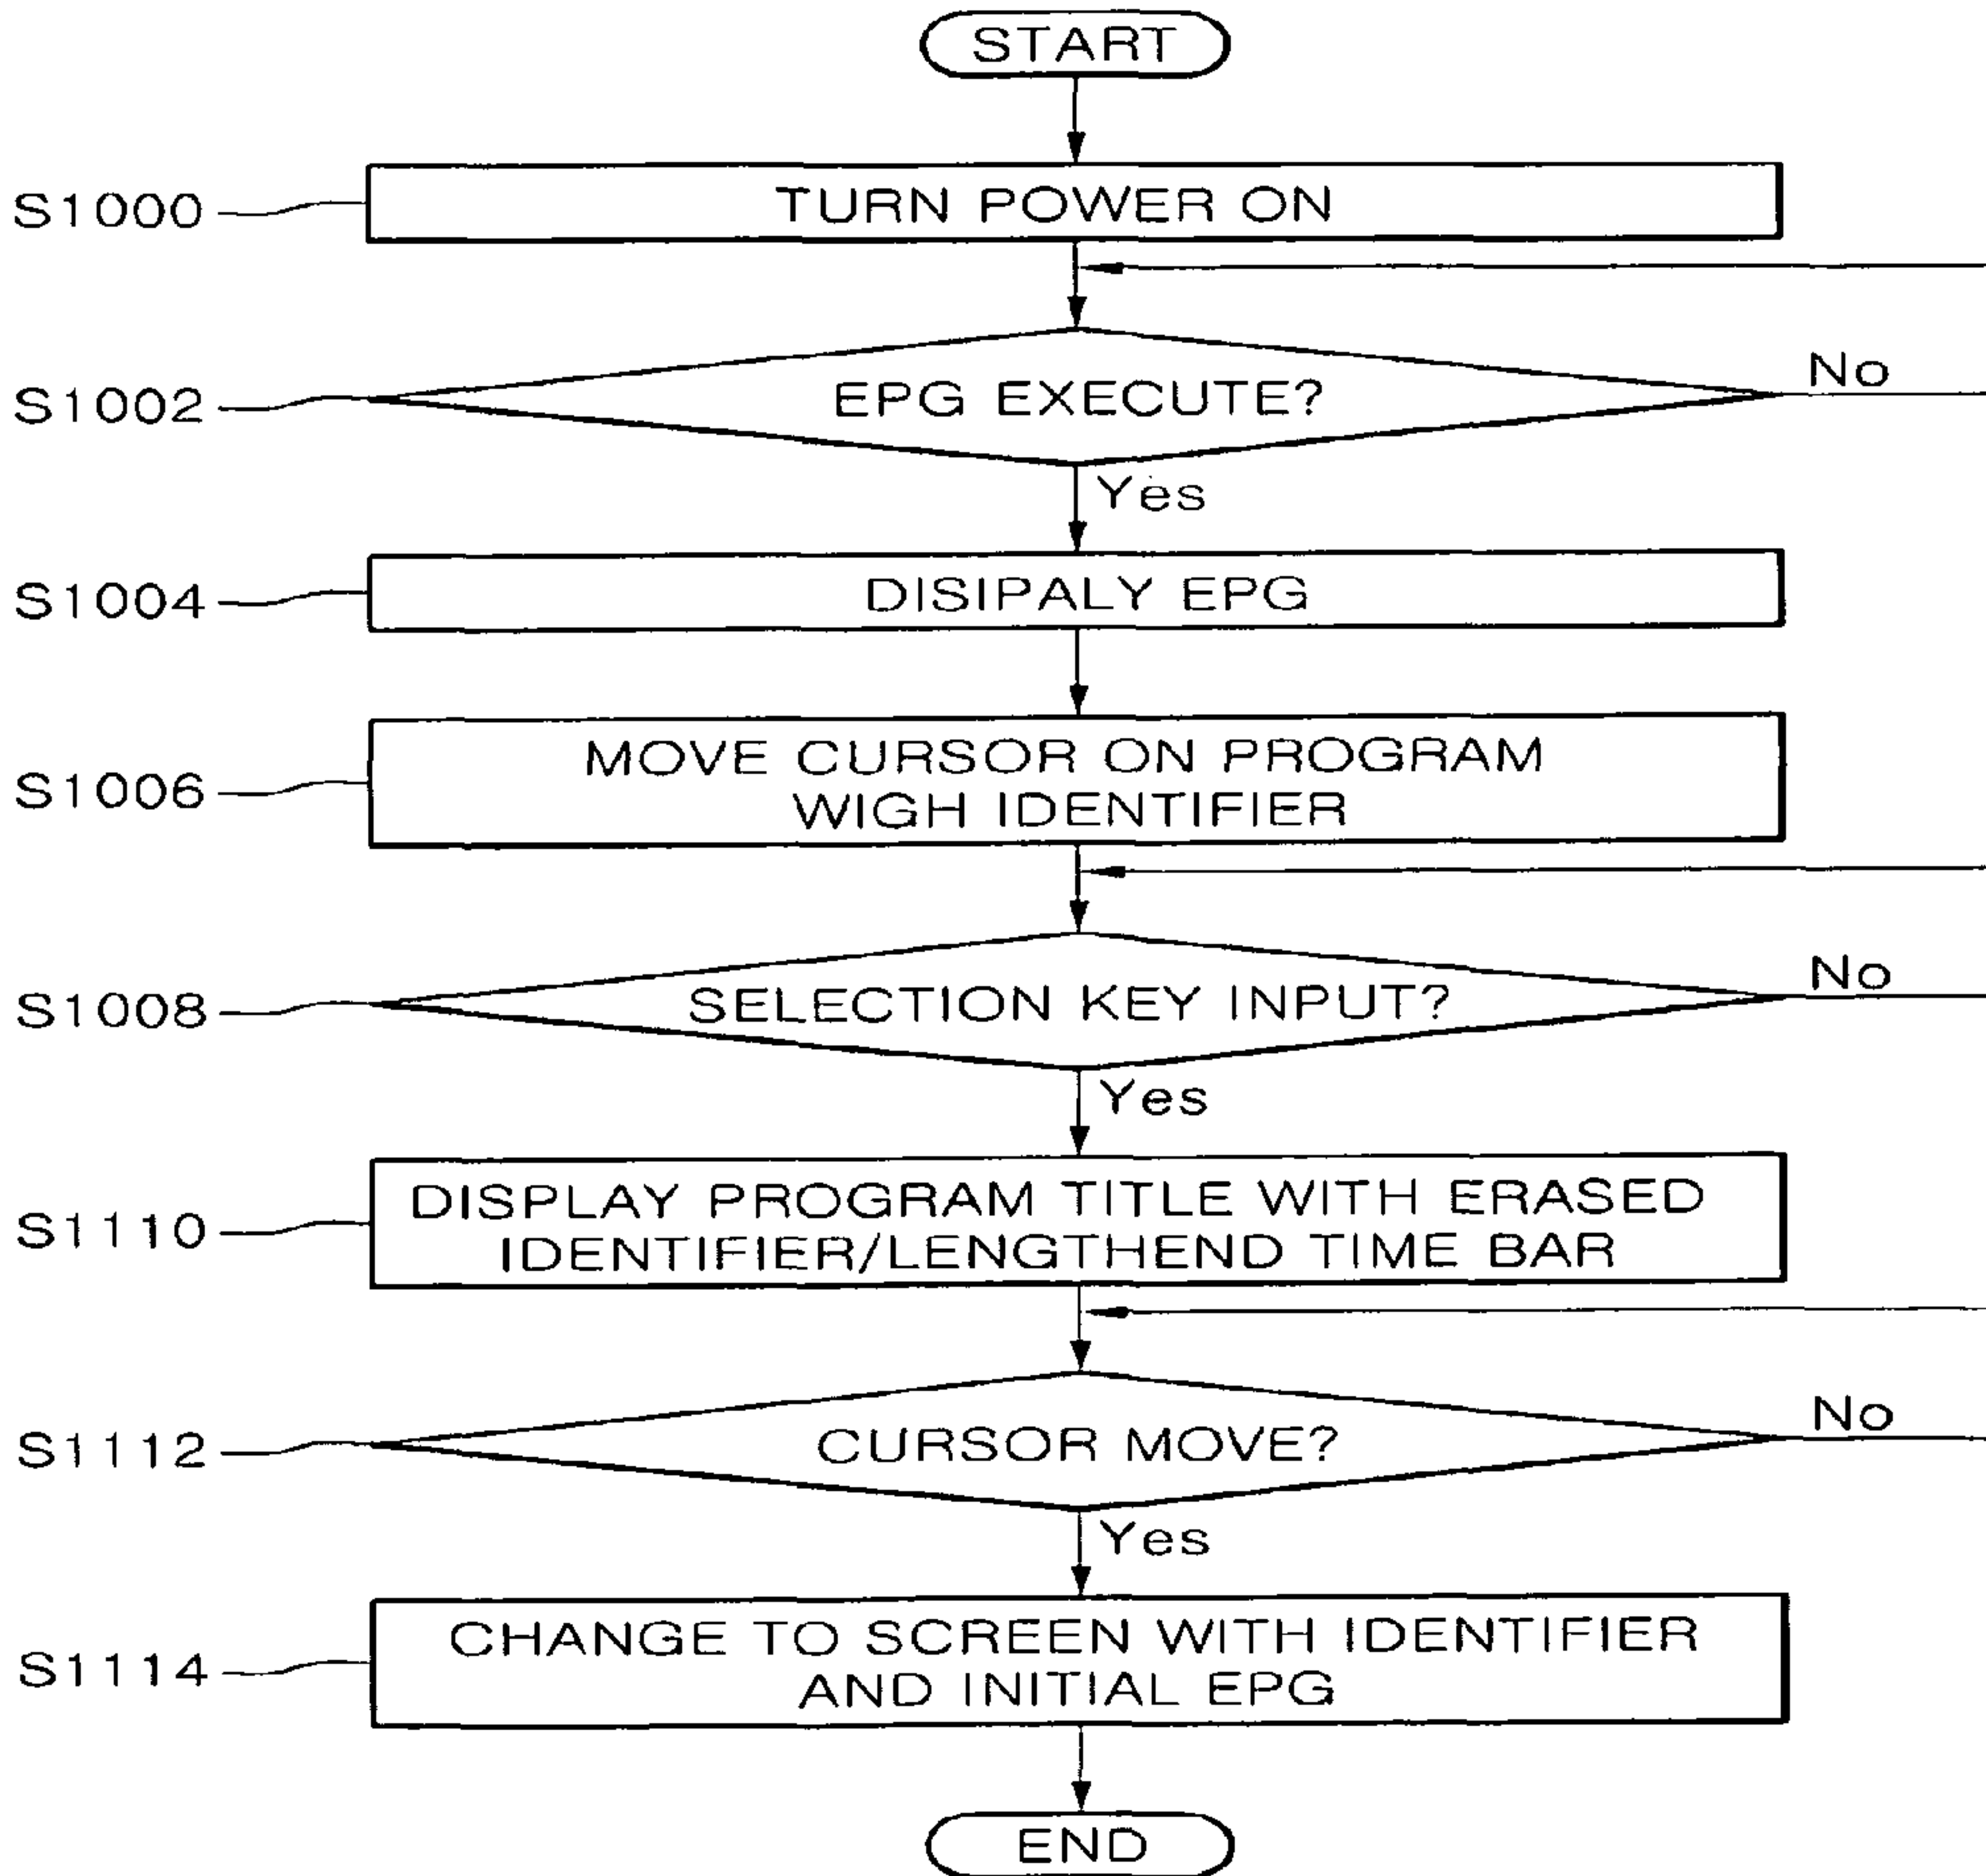 START
S1000
TURN POWER ON
S1002
EPG EXECUTE?
No
Yes
S1004
DISIPALY EPG
S1006
MOVE CURSOR ON PROGRAM
WIGH IDENTIFIER
S1008
SELECTION KEY INPUT?
No
Yes
S1110
DISPLAY PROGRAM TITLE WITH ERASED
IDENTIFIER/LENGTHEND TIME BAR
S1112
CURSOR MOVE?
No
Yes
S1114
CHANGE TO SCREEN WITH IDENTIFIER
AND INITIAL EPG
END